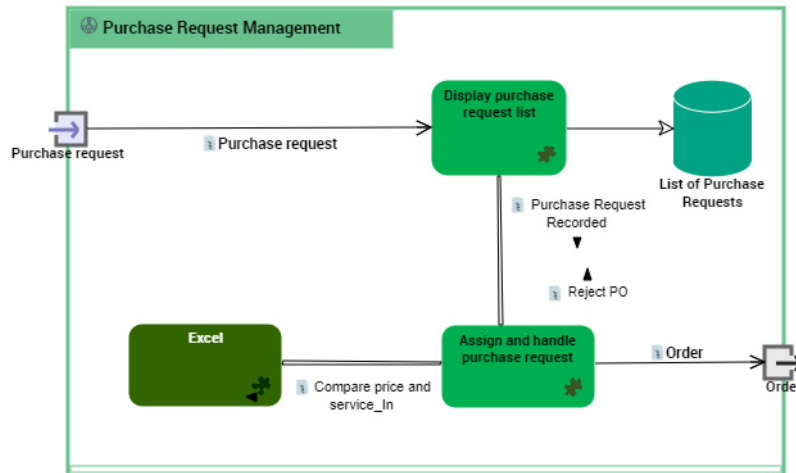 Purchase Request Management
Display purchase
request list
Purchase request
Purchase request
List of Purchase
Requests
Purchase Request
Recorded
Reject PO
Excel
Assign and handle
purchase request
Order
Compare price and
service_In
Order